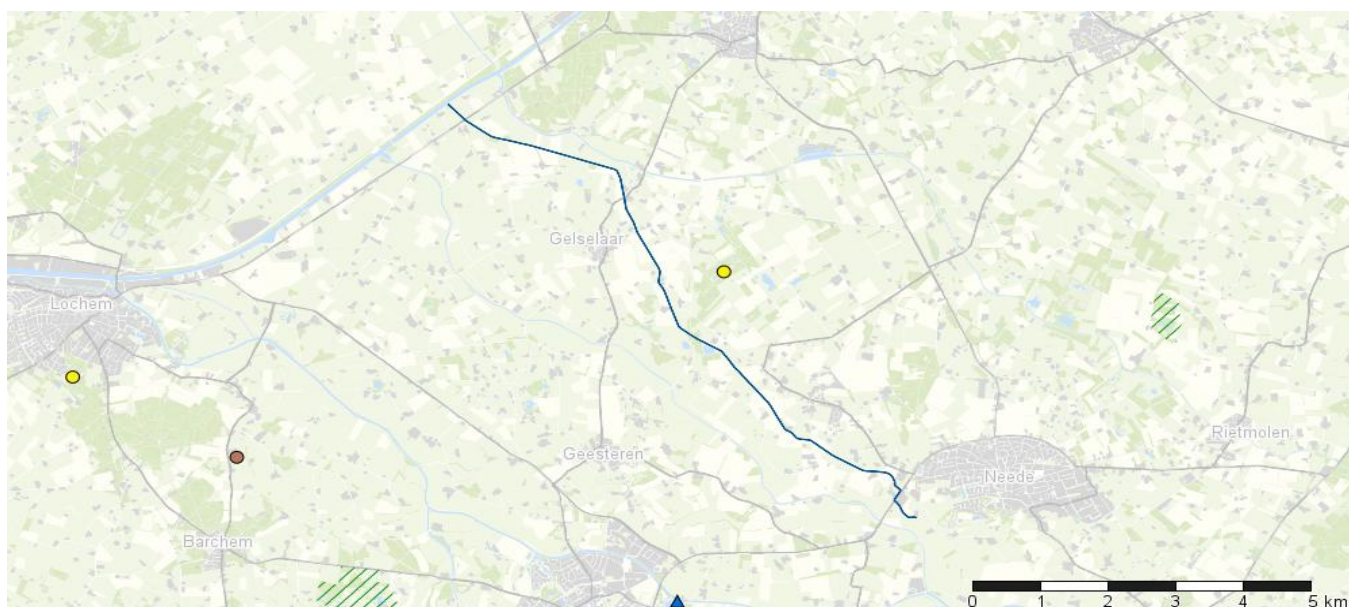 Gelselaar
Lochem
Geesteren
Rietmolen
Neede
Barchem
0 1 2 3 4 5 km